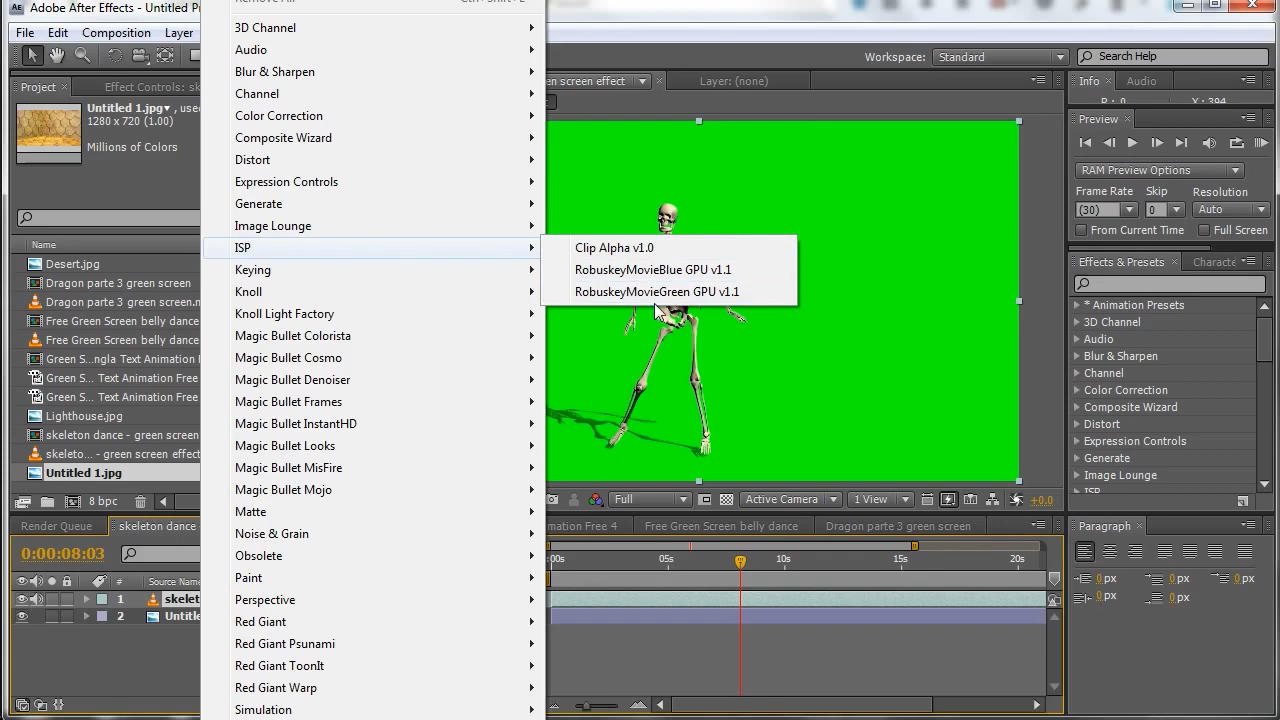 Adobe After Effects - Untitled P
File
Edit
Composition
Layer
Workspace:
Standard
Search Help
Project
Effect Controls: sk
Untitled 1.jpg▾ , used
1280 x 720 (1.00)
Millions of Colors
Name
Desert.jpg
Dragon parte 3 green screen
Dragon parte 3 green screen.m
Free Green Screen belly dance
Free Green Screen belly dance
Green S...ngla Text Animation
Green S... Text Animation Free
Green S... Text Animation Free
Lighthouse.jpg
skeleton dance - green screen
skeleto... - green screen effect
Untitled 1.jpg
8 bpc
Remove All
Ctrl+Shift+E
3D Channel
Audio
Blur & Sharpen
Channel
Color Correction
Composite Wizard
Distort
Expression Controls
Generate
Image Lounge
ISP
Keying
Knoll
Knoll Light Factory
Magic Bullet Colorista
Magic Bullet Cosmo
Magic Bullet Denoiser
Magic Bullet Frames
Magic Bullet InstantHD
Magic Bullet Looks
Magic Bullet MisFire
Magic Bullet Mojo
Matte
Noise & Grain
Obsolete
Paint
Perspective
Red Giant
Red Giant Psunami
Red Giant ToonIt
Red Giant Warp
Simulation
Clip Alpha v1.0
RobuskeyMovieBlue GPU v1.1
RobuskeyMovieGreen GPU v1.1
en screen effect
Layer: (none)
Full
Active Camera
1 View
+0.0
Info
Audio
Preview
RAM Preview Options
Frame Rate
Skip
Resolution
(30)
0
Auto
From Current Time
Full Screen
Effects & Presets
Characte
* Animation Presets
3D Channel
Audio
Blur & Sharpen
Channel
Color Correction
Composite Wizard
Distort
Expression Controls
Generate
Image Lounge
ISP
Render Queue
skeleton dance
mation Free 4
Free Green Screen belly dance
Dragon parte 3 green screen
0:00:08:03
#
Source Name
1
skelet
2
Untitle
:00s
05s
10s
15s
20s
Paragraph
0 px
0 px
0 px
0 px
0 px